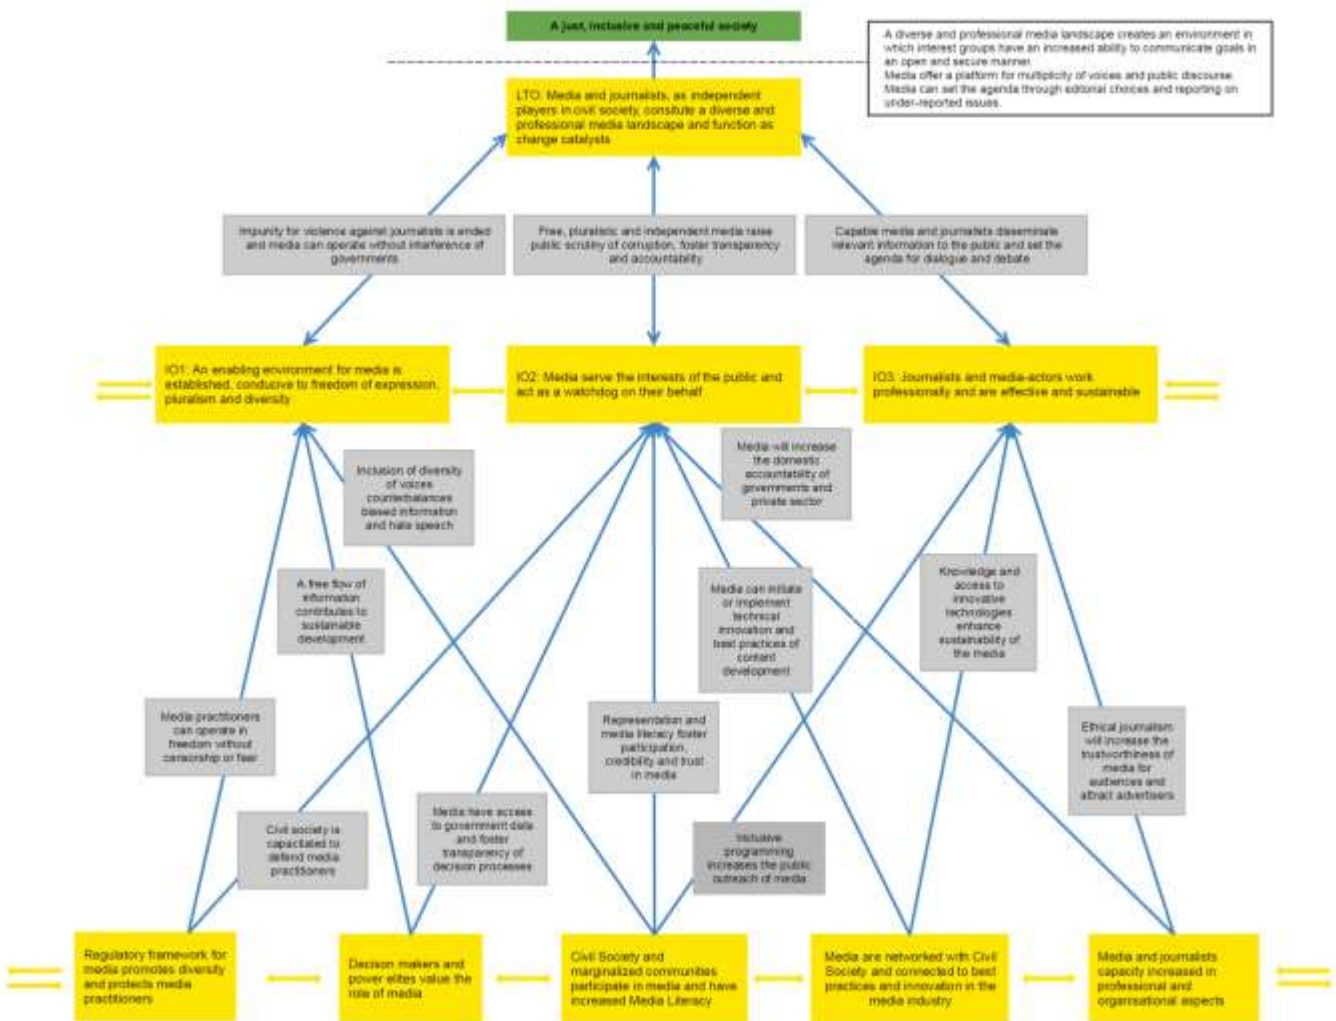 A just, inclusive and peaceful society
A diverse and professional media landscape creates an environment in
which interest groups have an increased ability to communicate goals in
an open and secure manner.
Media offer a platform for multiplicity of voices and public discourse.
Media can set the agenda through editorial choices and reporting on
under-reported issues.
LTO: Media and journalists, as independent
players in civil society, consitute a diverse and
professional media landscape and function as
change catalysts
Impunity for violence against journalists is ended
and media can operate without interference of
governments
Free, pluralistic and independent media raise
public scrutiny of corruption, foster transparency
and accountability
Capable media and journalists disseminate
relevant information to the public and set the
agenda for dialogue and debate
IO1: An enabling environment for media is
established, conducive to freedom of expression,
pluralism and diversity
IO2: Media serve the interests of the public and
act as a watchdog on their behalf
IO3: Journalists and media-actors work
professionally and are effective and sustainable
Inclusion of diversity
of voices
counterbalances
biased information
and hate speech
Media will increase
the domestic
accountability of
governments and
private sector
A free flow of
information
contributes to
sustainable
development
Media can initiate
or implement
technical
innovation and
best practices of
content
development
Knowledge and
access to
innovative
technologies
enhance
sustainability of
the media
Media practitioners
can operate in
freedom without
censorship or fear
Representation and
media literacy foster
participation,
credibility and trust
in media
Ethical journalism
will increase the
trustworthiness of
media for
audiences and
attract advertisers
Civil society is
capacitated to
defend media
practitioners
Media have access
to government data
and foster
transparency of
decision processes
Inclusive
programming
increases the public
outreach of media
Regulatory framework for
media promotes diversity
and protects media
practitioners
Decision makers and
power elites value the
role of media
Civil Society and
marginalized communities
participate in media and have
increased Media Literacy
Media are networked with Civil
Society and connected to best
practices and innovation in the
media industry
Media and journalists
capacity increased in
professional and
organisational aspects